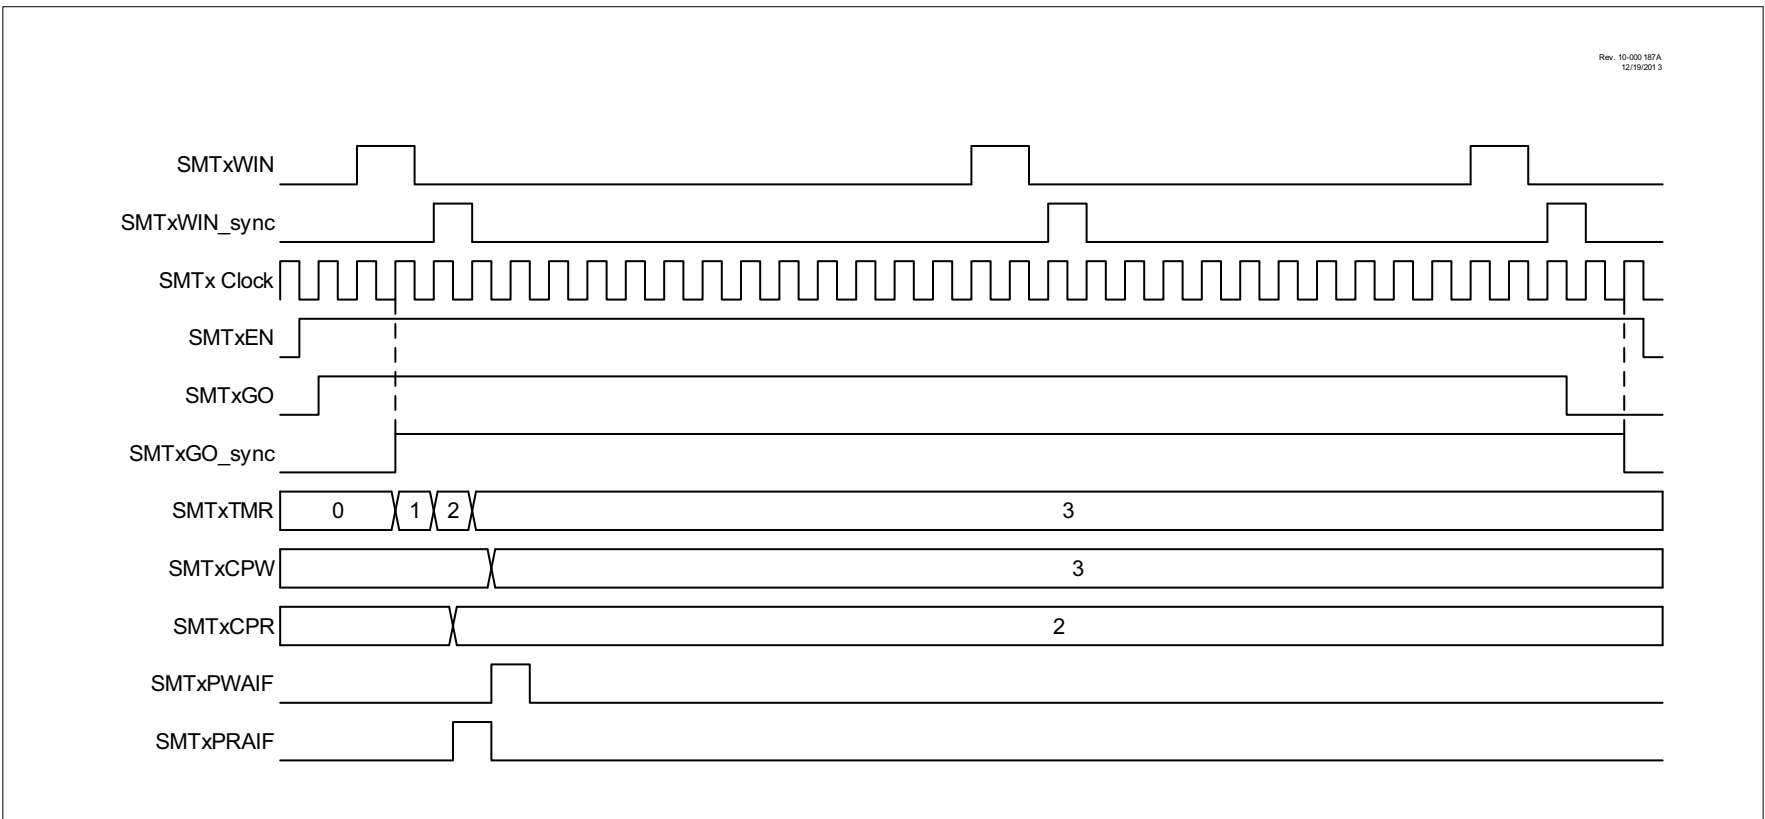 Rev. 10-000 187A
12/19/201 3
SMTxWIN
SMTxWIN_sync
SMTx Clock
SMTxEN
SMTxGO
SMTxGO_sync
SMTxTMR 0 1 2 3
SMTxCPW 3
SMTxCPR 2
SMTxPWAIF
SMTxPRAIF